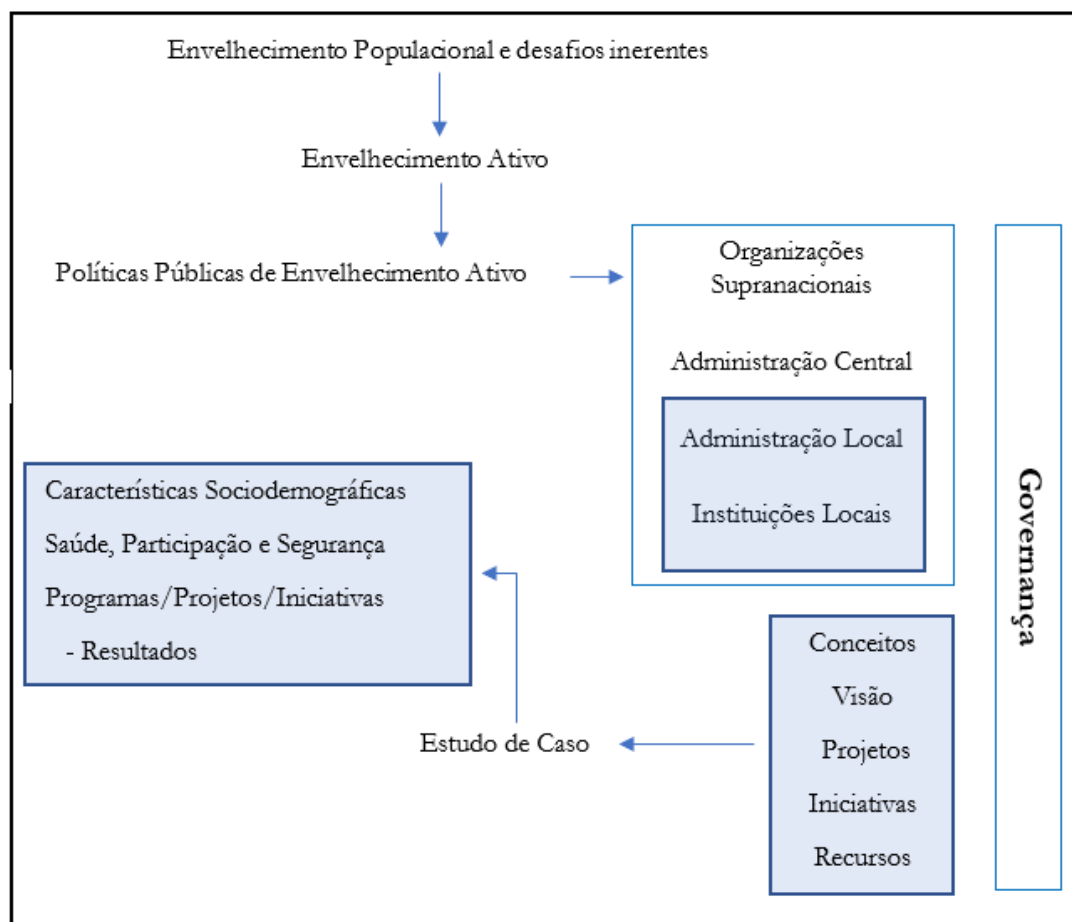 Envelhecimento Populacional e desafios inerentes
Envelhecimento Ativo
Políticas Públicas de Envelhecimento Ativo
Organizações
Supranacionais
Administração Central
Administração Local
Instituições Locais
Governança
Características Sociodemográficas
Saúde, Participação e Segurança
Programas/Projetos/Iniciativas
- Resultados
Estudo de Caso
Conceitos
Visão
Projetos
Iniciativas
Recursos